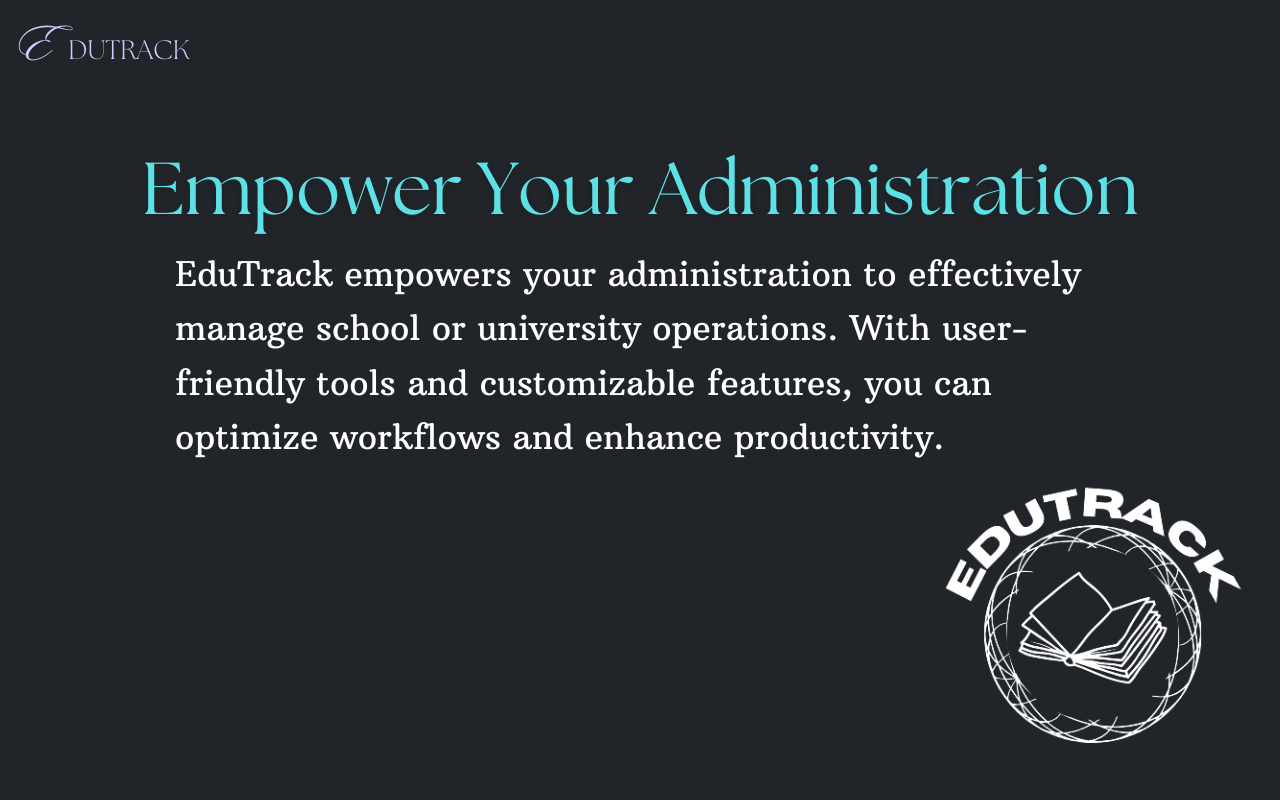 EDUTRACK
Empower Your Administration
EduTrack empowers your administration to effectively
manage school or university operations. With user-
friendly tools and customizable features, you can
optimize workflows and enhance productivity.
EDUTRACK